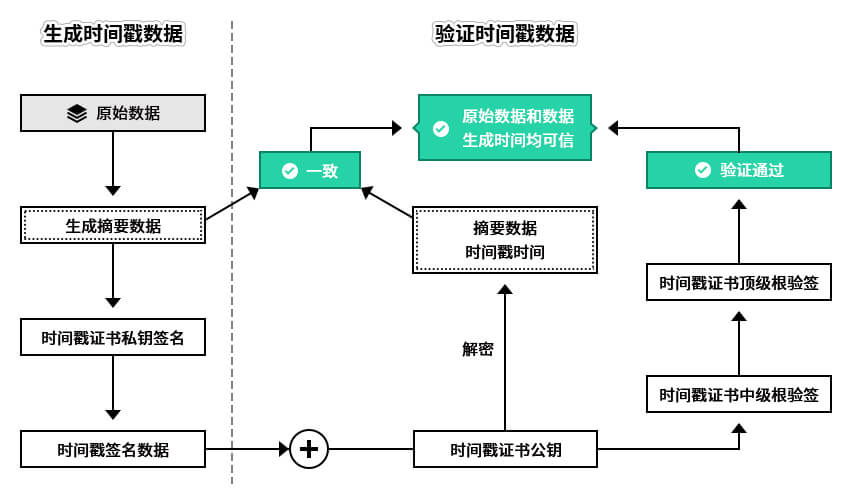 生成时间戳数据
验证时间戳数据
原始数据
生成摘要数据
时间戳证书私钥签名
时间戳签名数据
一致
原始数据和数据
生成时间均可信
摘要数据
时间戳时间
解密
时间戳证书公钥
验证通过
时间戳证书顶级根验签
时间戳证书中级根验签